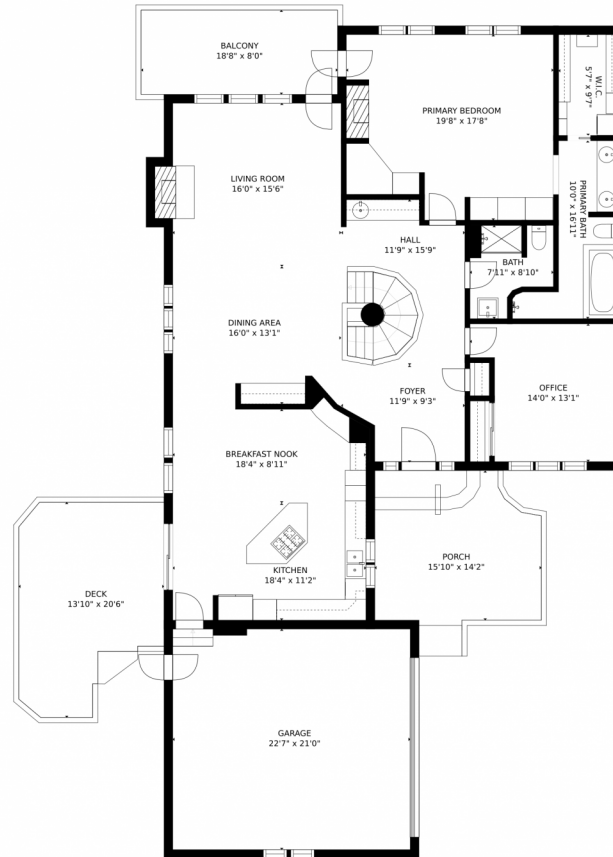 BALCONY
18'8" x 8'0"
PRIMARY BEDROOM
19'8" x 17'8"
W.I.C.
5'7" x 9'7"
LIVING ROOM
16'0" x 15'6"
PRIMARY BATH
10'0" x 16'11"
HALL
11'9" x 15'9"
BATH
7'11" x 8'10"
DINING AREA
16'0" x 13'1"
FOYER
11'9" x 9'3"
OFFICE
14'0" x 13'1"
BREAKFAST NOOK
18'4" x 8'11"
PORCH
15'10" x 14'2"
KITCHEN
18'4" x 11'2"
DECK
13'10" x 20'6"
GARAGE
22'7" x 21'0"